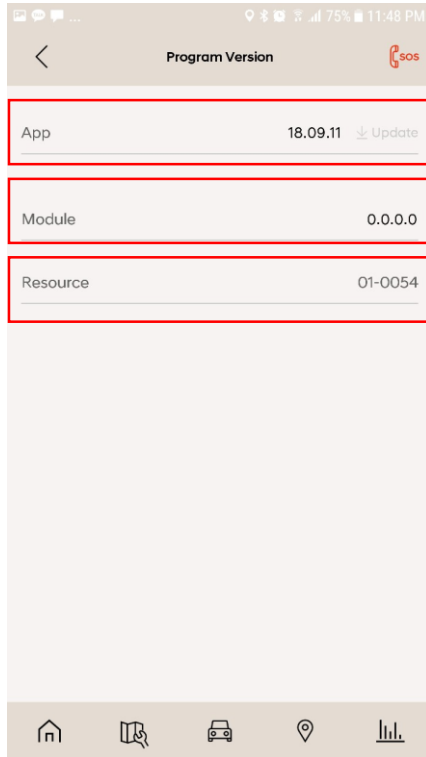 ... 75% 11:48 PM
Program Version sos
App 18.09.11 Update
Module 0.0.0.0
Resource 01-0054